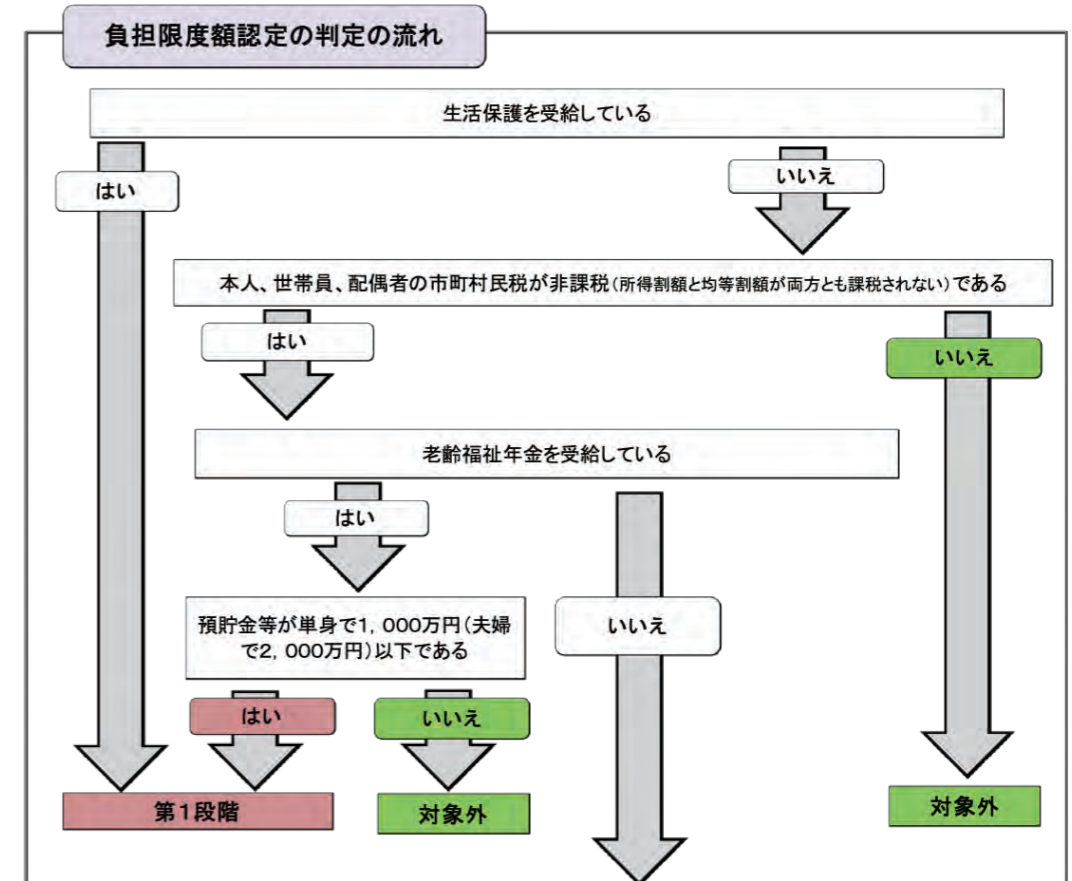 負担限度額認定の判定の流れ
生活保護を受給している
はい
いいえ
本人、世帯員、配偶者の市町村民税が非課税(所得割額と均等割額が両方とも課税されない)である
はい
いいえ
老齢福祉年金を受給している
はい
いいえ
預貯金等が単身で1,000万円(夫婦
で2,000万円)以下である
はい
いいえ
第1段階
対象外
対象外